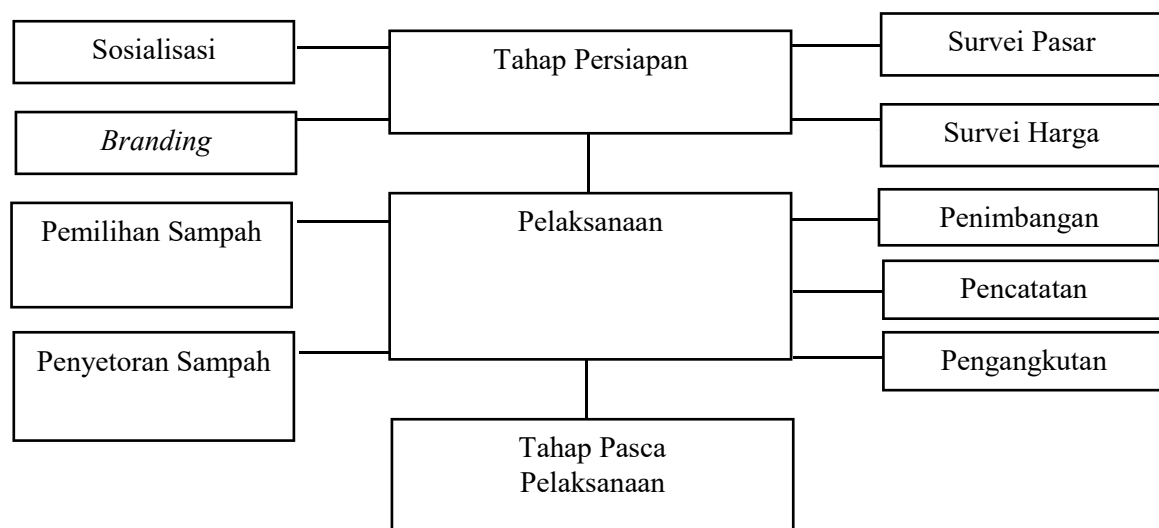 Sosialisasi
Tahap Persiapan
Survei Pasar
Branding
Survei Harga
Pemilihan Sampah
Pelaksanaan
Penimbangan
Pencatatan
Penyetoran Sampah
Pengangkutan
Tahap Pasca
Pelaksanaan